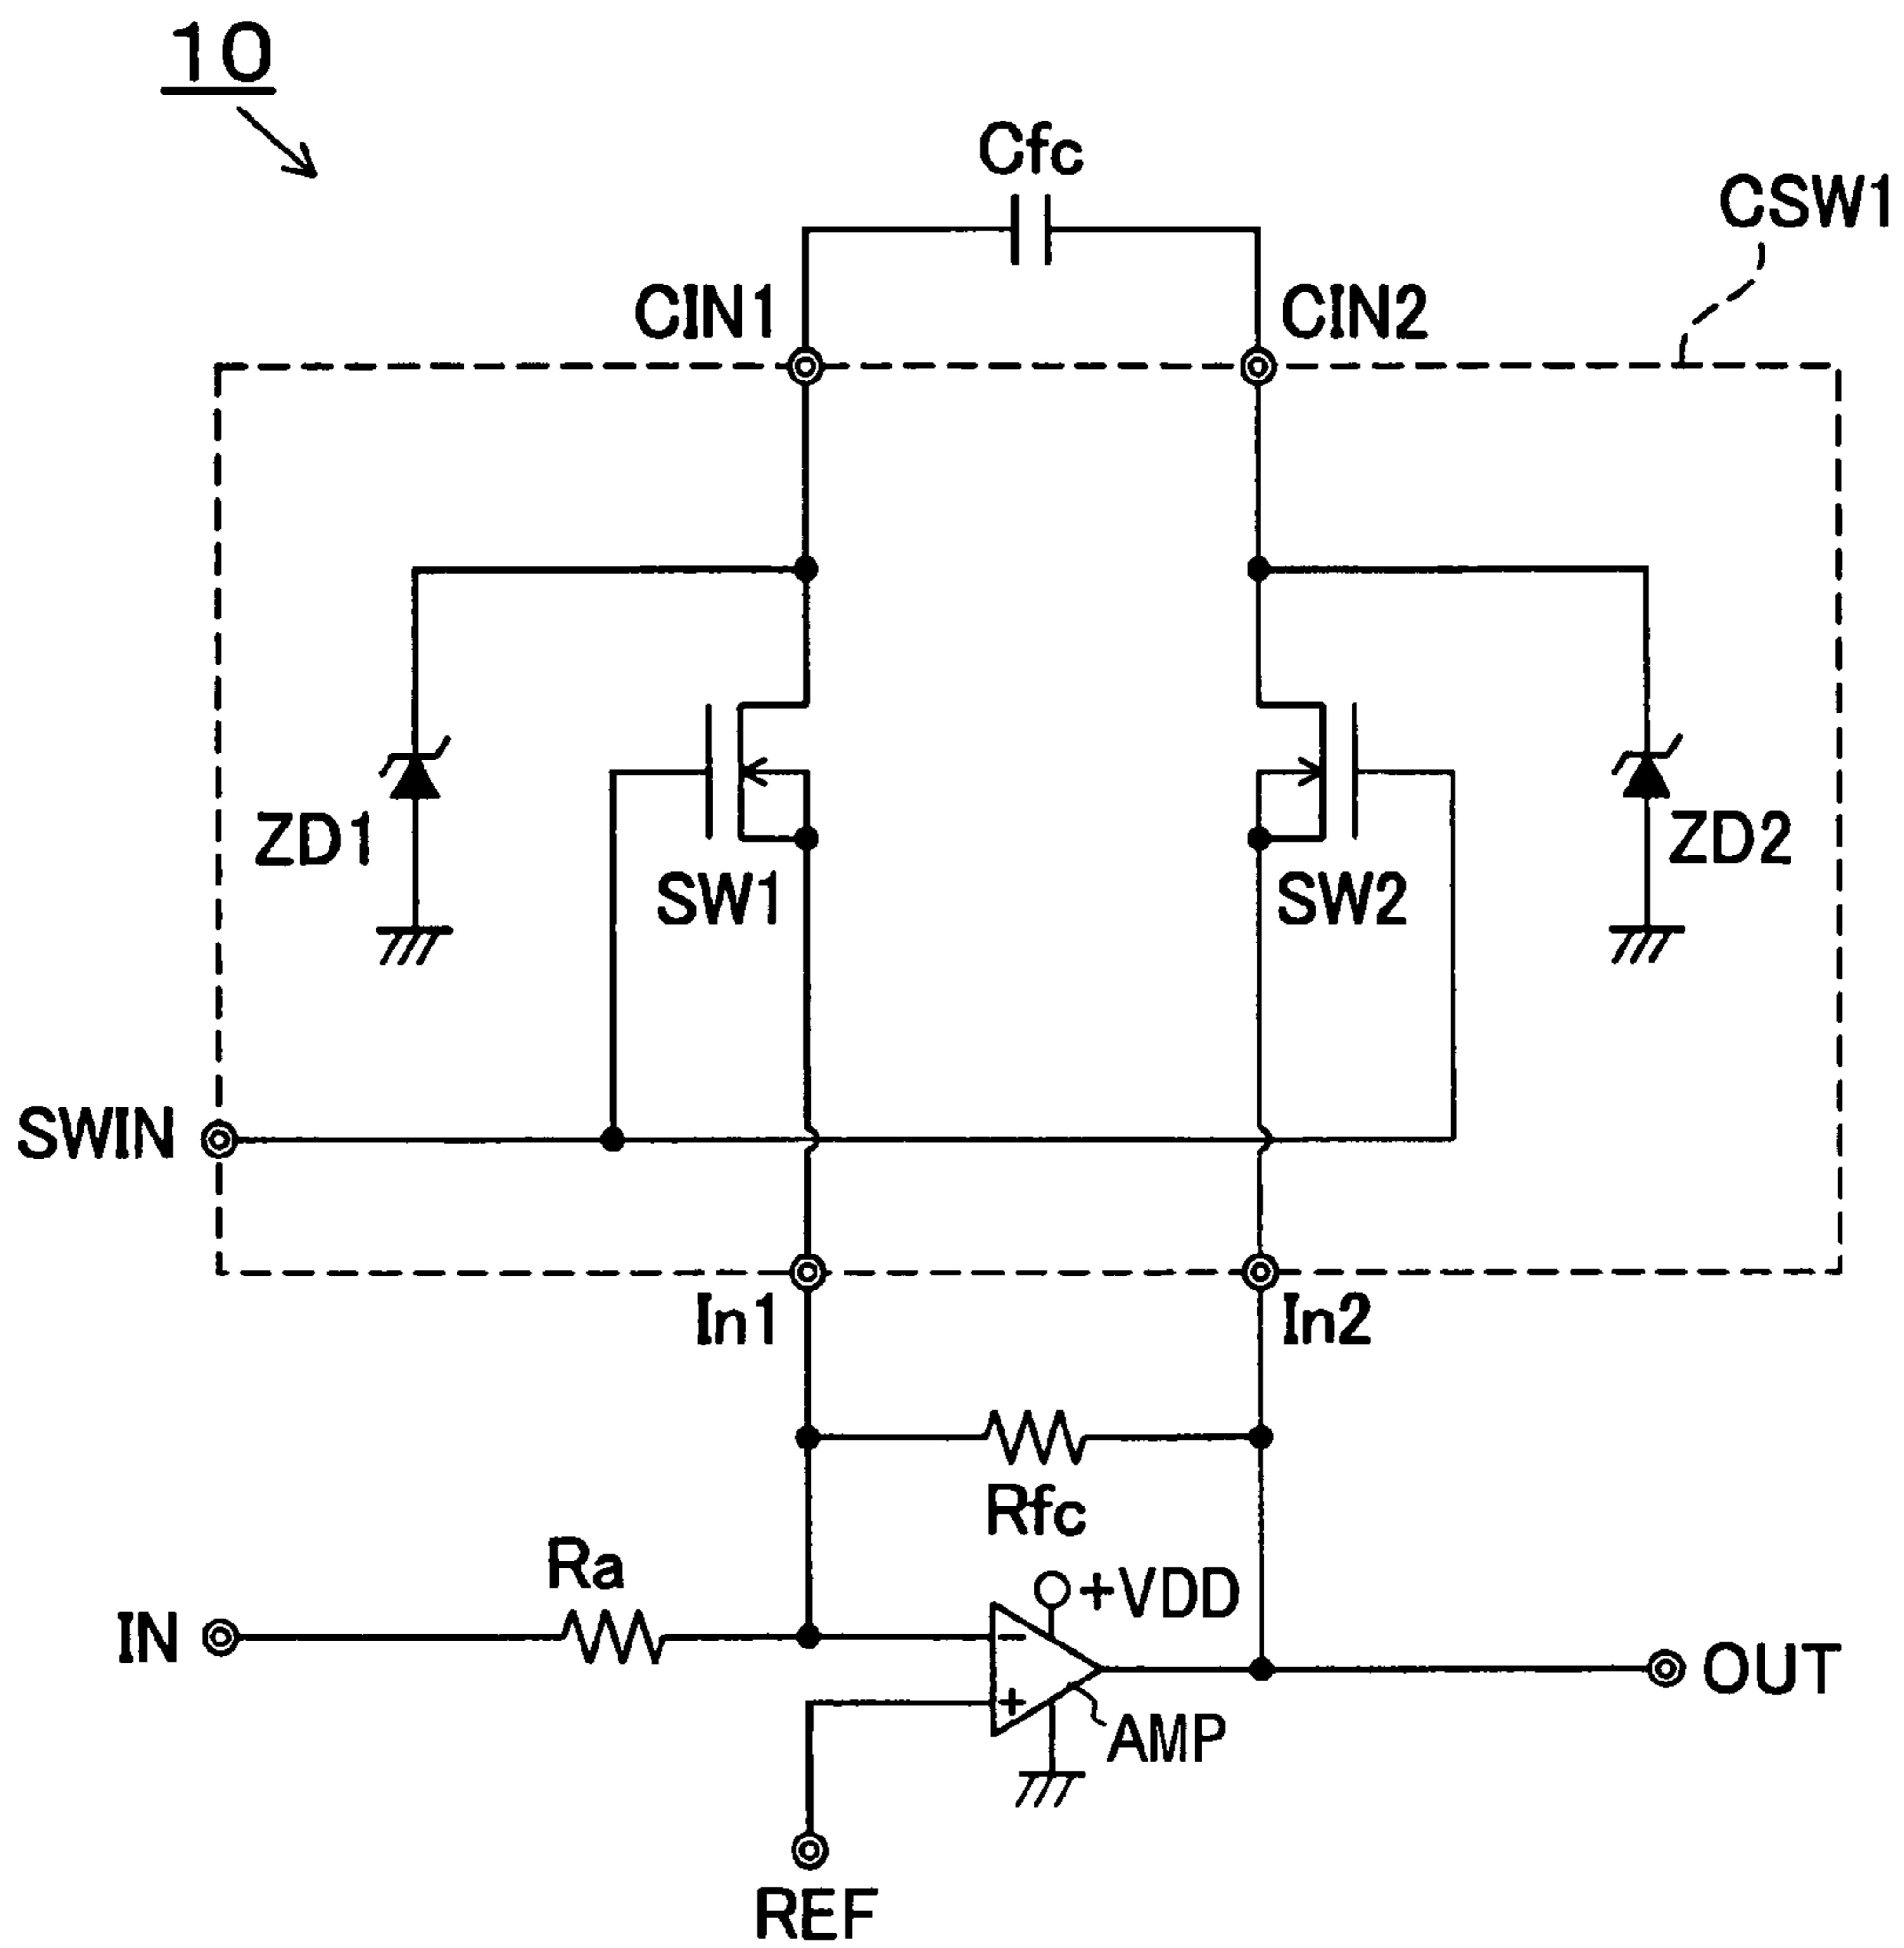 10
Cfc
CSW1
CIN1
CIN2
ZD1
ZD2
SW1
SW2
SWIN
In1
In2
Rfc
Ra
+VDD
IN
−
OUT
+
AMP
REF